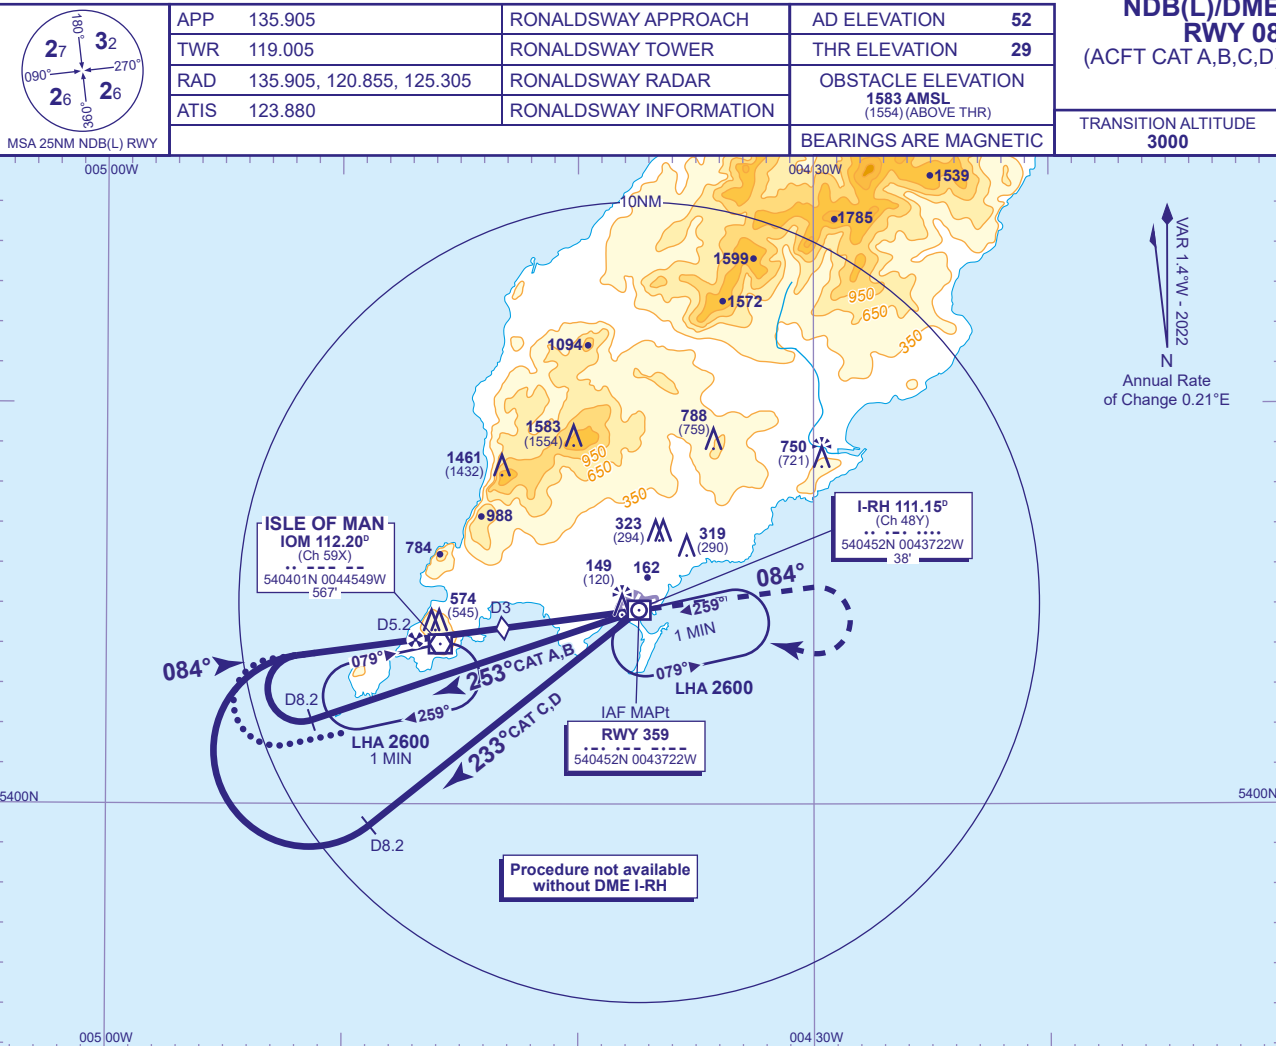 180°
27 32
090° 270°
26 26
360°
MSA 25NM NDB(L) RWY
APP 135.905 RONALDSWAY APPROACH
TWR 119.005 RONALDSWAY TOWER
RAD 135.905, 120.855, 125.305 RONALDSWAY RADAR
ATIS 123.880 RONALDSWAY INFORMATION
AD ELEVATION 52
THR ELEVATION 29
OBSTACLE ELEVATION
1583 AMSL
(1554) (ABOVE THR)
BEARINGS ARE MAGNETIC
NDB(L)/DME
RWY 08
(ACFT CAT A,B,C,D
TRANSITION ALTITUDE
3000
005 00W
004 30W
10NM
1539
1785
1599
1572
950
650
350
VAR 1.4°W - 2022
N
Annual Rate
of Change 0.21°E
1094
1583
(1554)
788
(759)
750
(721)
1461
(1432)
950
650
350
988
784
ISLE OF MAN
IOM 112.20D
(Ch 59X)
540401N 0044549W
567'
I-RH 111.15D
(Ch 48Y)
540452N 0043722W
38'
323
(294)
319
(290)
149
(120)
162
574
(545)
D3
D5.2
084°
259°
1 MIN
079°
LHA 2600
084°
079°
253° CAT A,B
D8.2
259°
LHA 2600
1 MIN
233° CAT C,D
D8.2
IAF MAPt
RWY 359
540452N 0043722W
5400N
5400N
Procedure not available
without DME I-RH
005 00W
004 30W